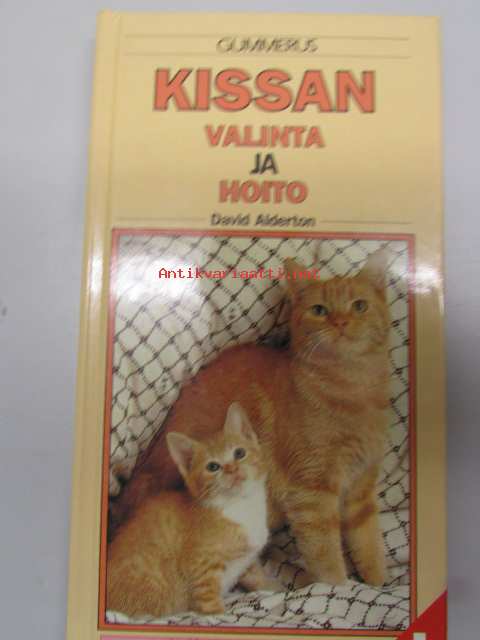 GUMMERUS
KISSAN
VALINTA
JA
HOITO
David Alderton
Antikvariaatti.net